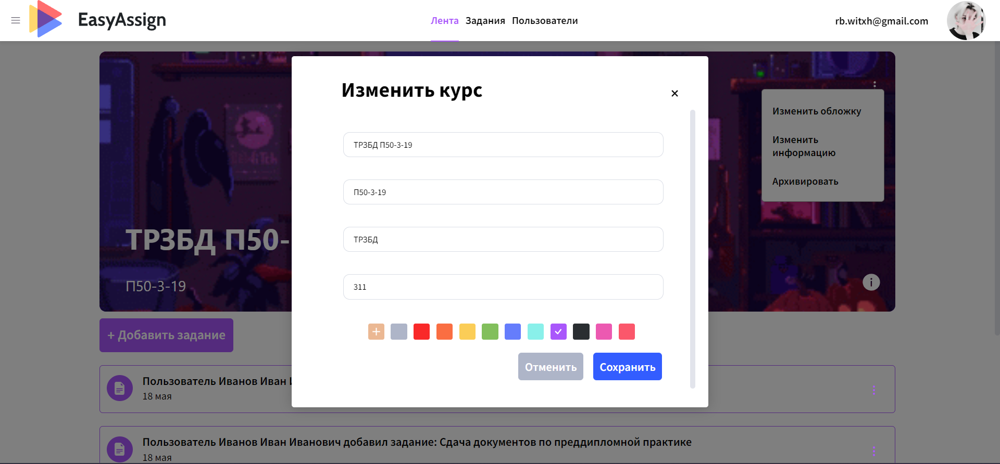 EasyAssign
Лента Задания Пользователи
rb.witxh@gmail.com
Изменить курс
ТРЗБД П50-3-19
П50-3-19
ТРЗБД
311
Отменить Сохранить
Изменить обложку
Изменить
информацию
Архивировать
ТРЗБД П50-
П50-3-19
+ Добавить задание
Пользователь Иванов Иван
18 мая
Пользователь Иванов Иван Иванович добавил задание: Сдача документов по преддипломной практике
18 мая